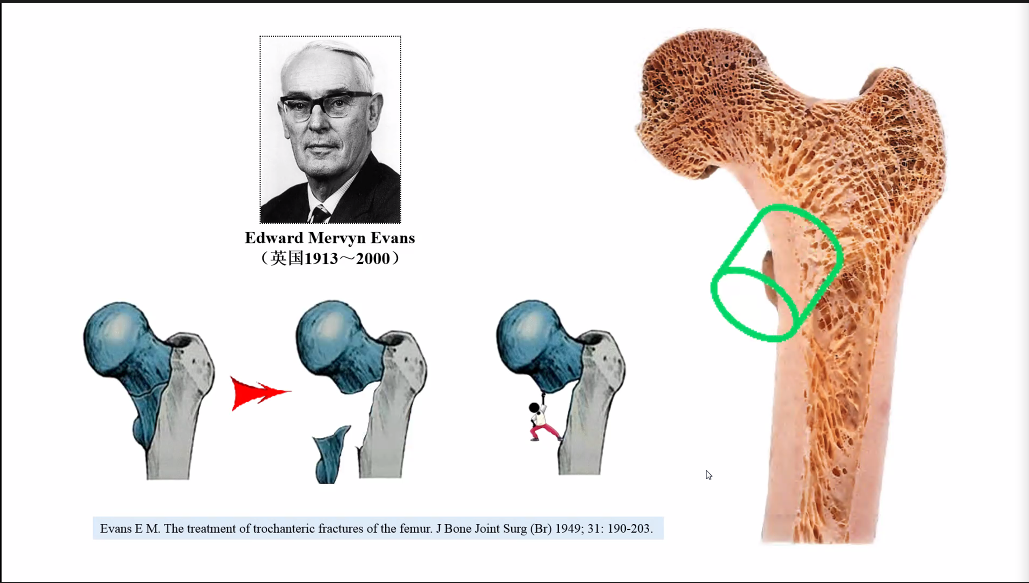 Edward Mervyn Evans
（英国1913～2000）
Evans E M. The treatment of trochanteric fractures of the femur. J Bone Joint Surg (Br) 1949; 31: 190-203.